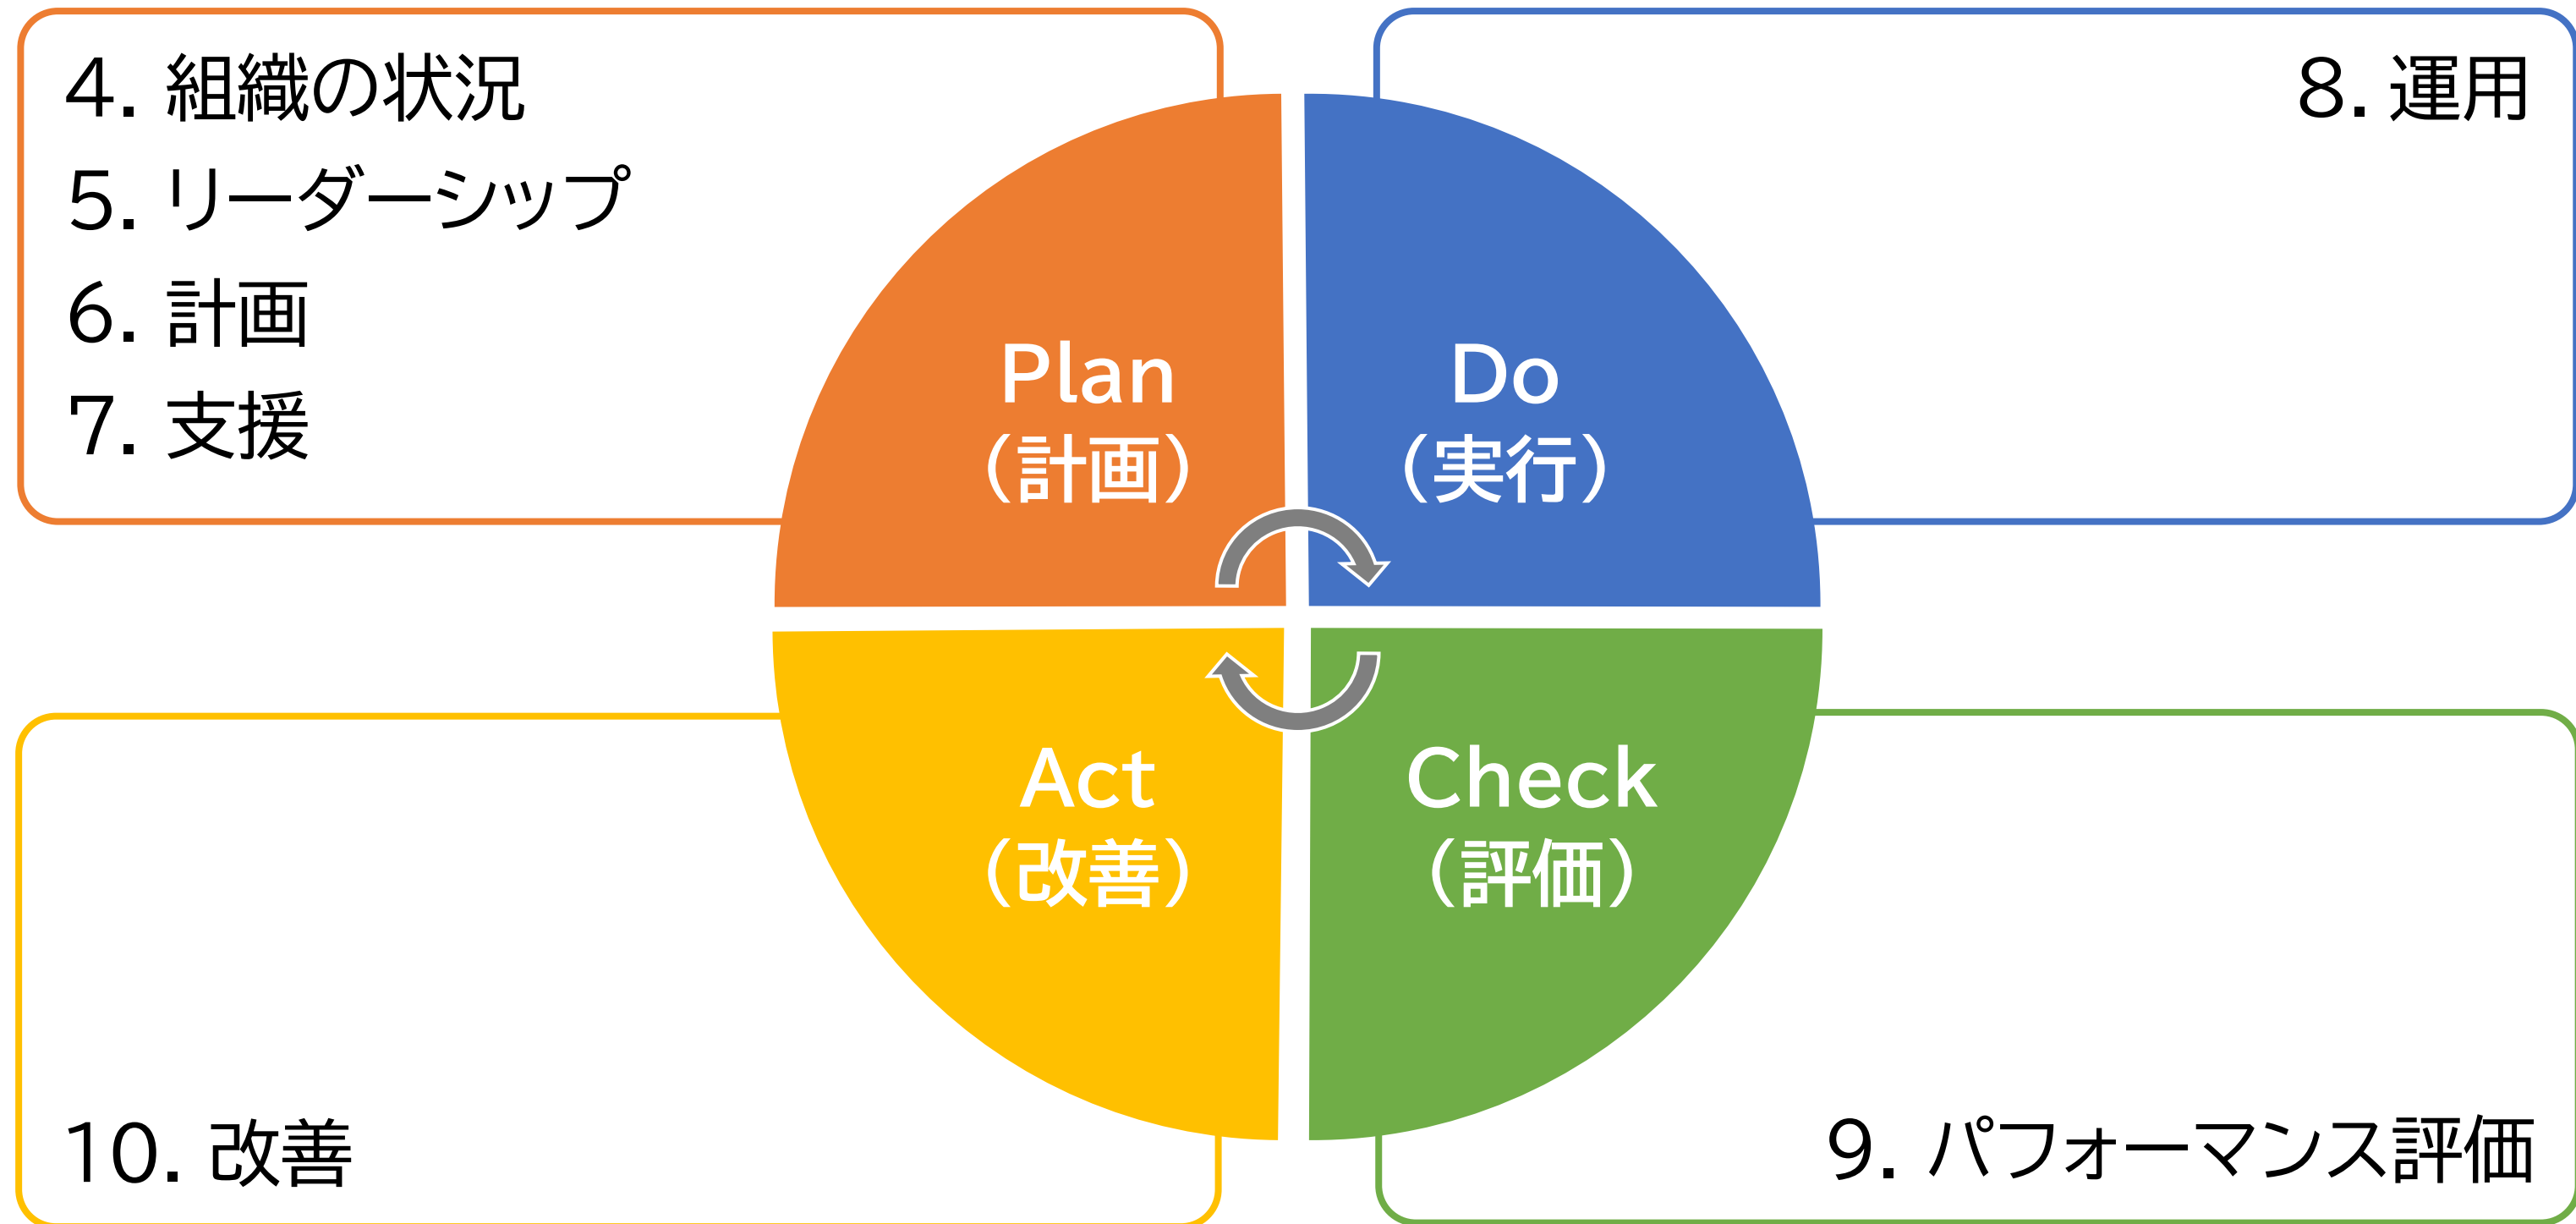 4. 組織の状況
5. リーダーシップ
6. 計画
7. 支援
Plan
（計画）
Do
（実行）
8. 運用
Act
（改善）
10. 改善
Check
（評価）
9. パフォーマンス評価